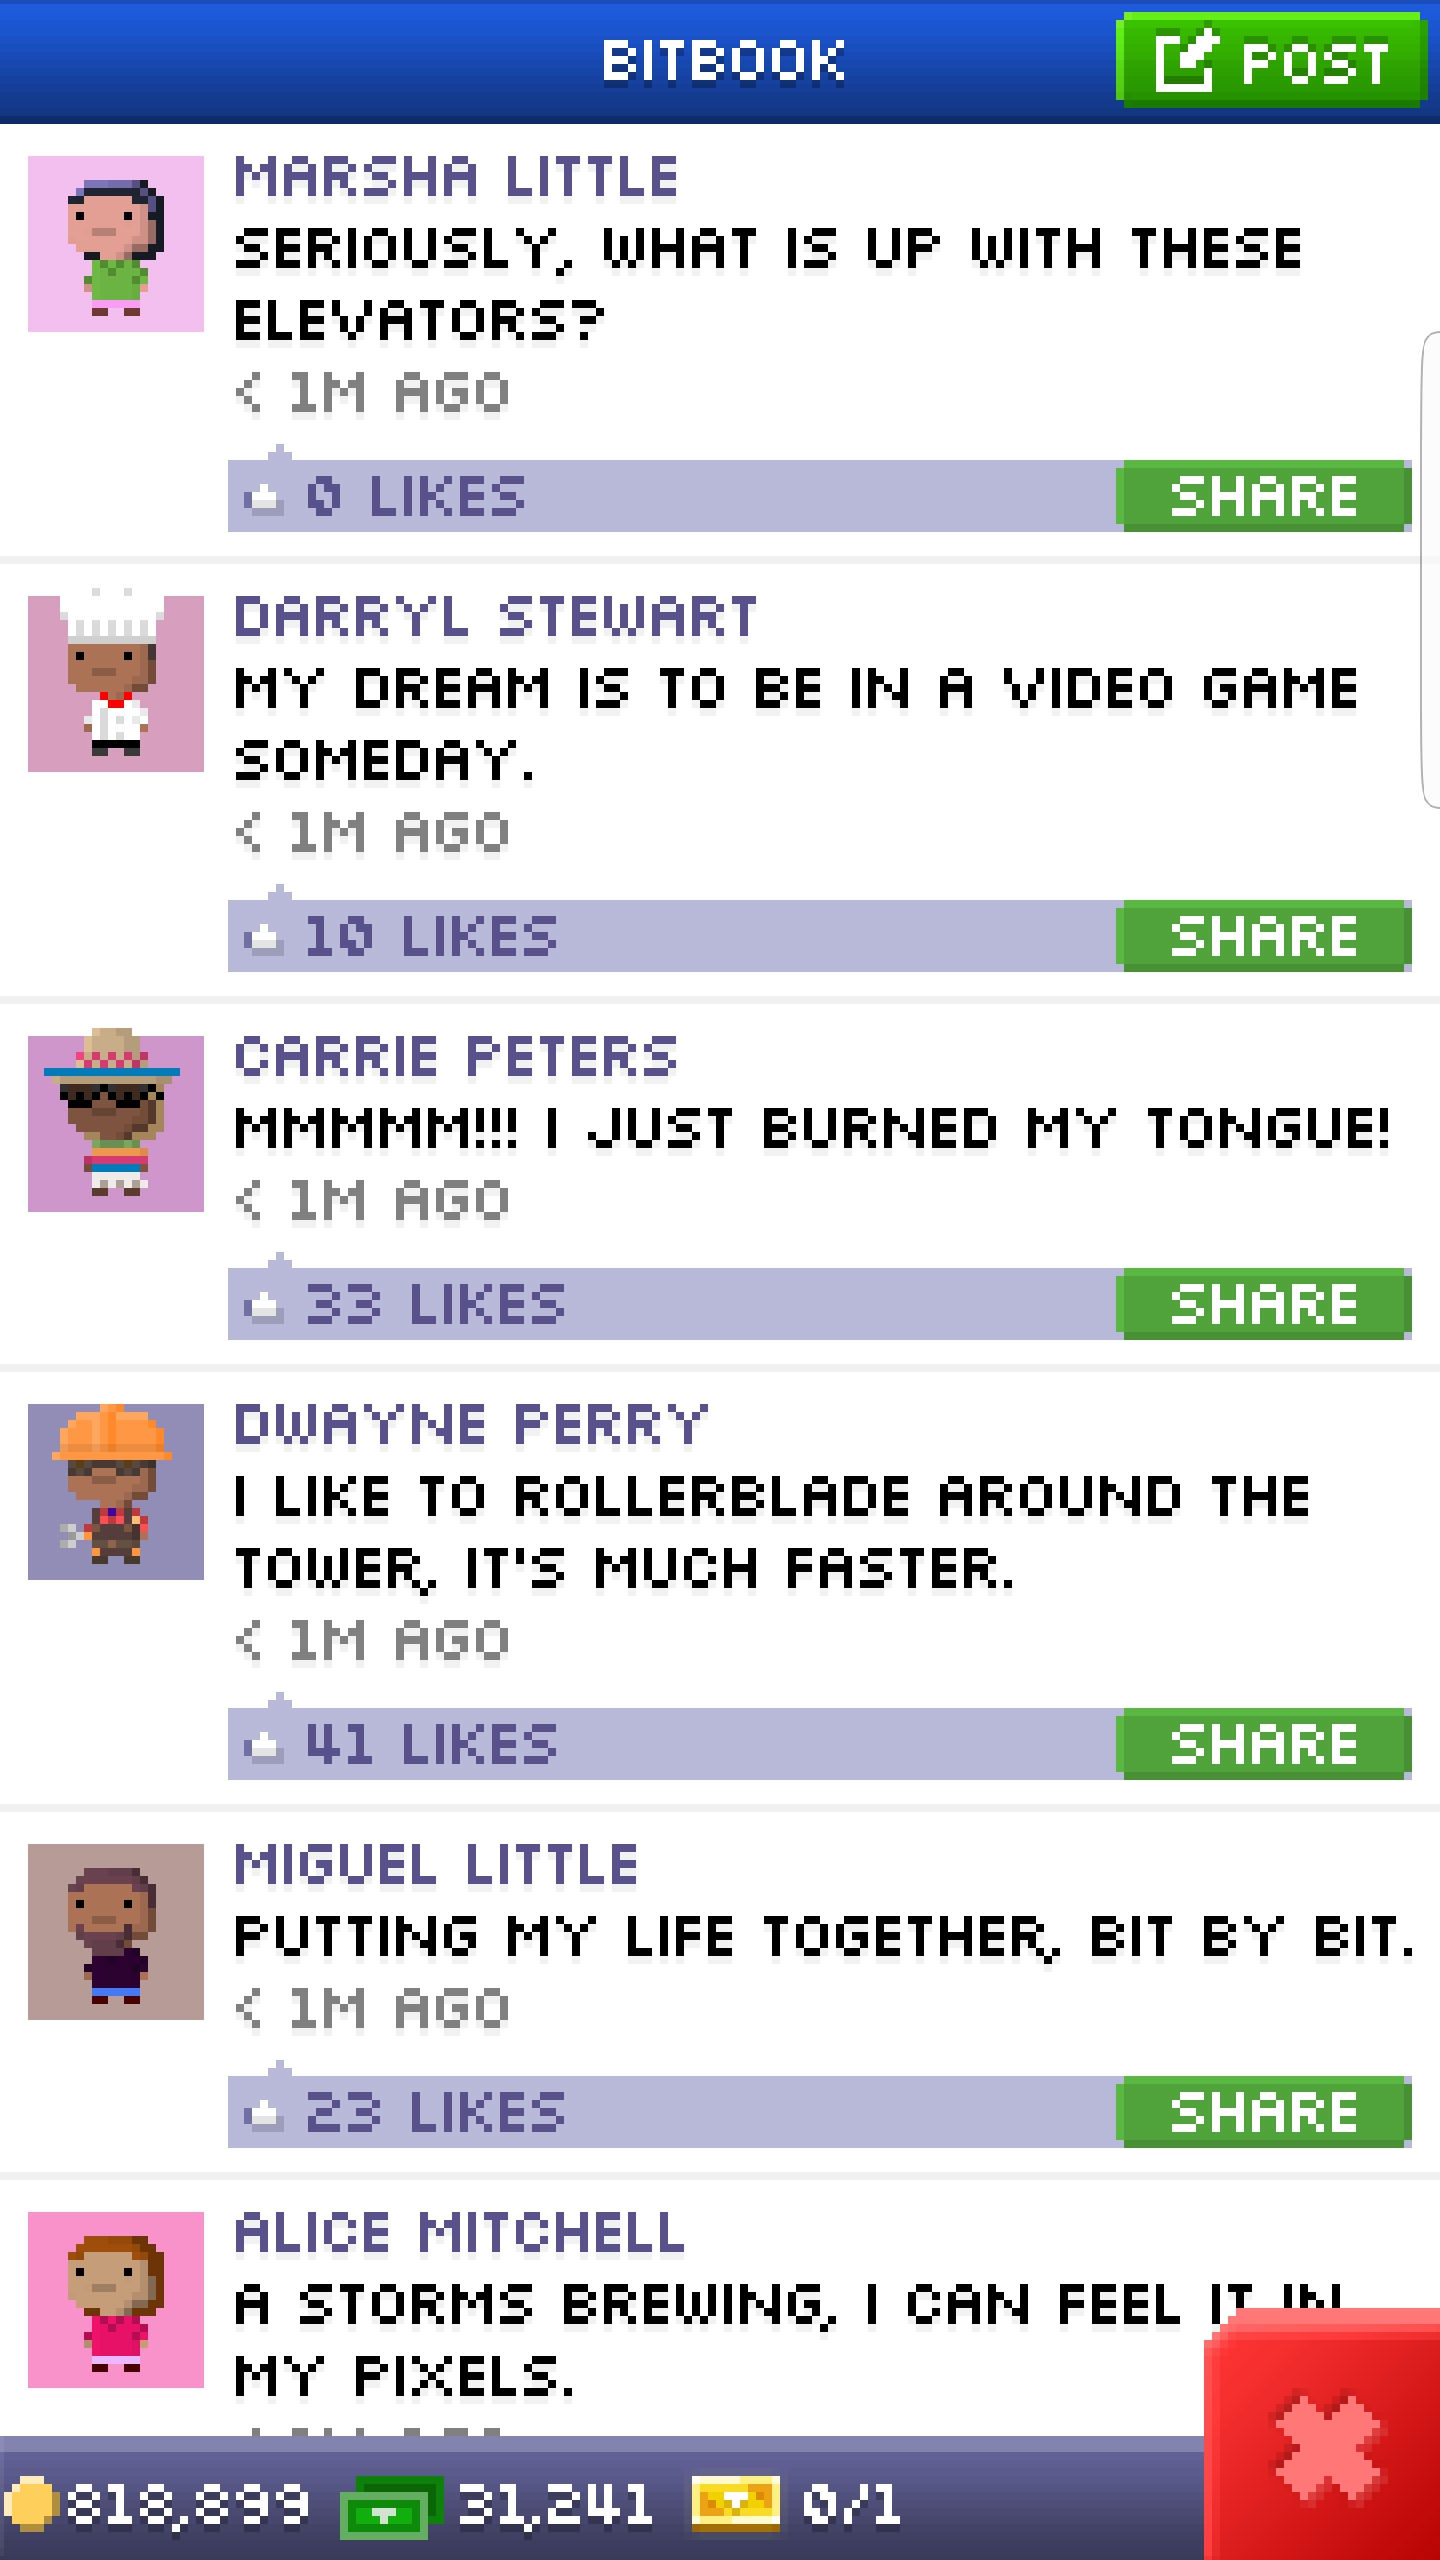 BITBOOK
POST
MARSHA LITTLE
SERIOUSLY, WHAT IS UP WITH THESE
ELEVATORS?
< 1M AGO
0 LIKES
SHARE
DARRYL STEWART
MY DREAM IS TO BE IN A VIDEO GAME
SOMEDAY.
< 1M AGO
10 LIKES
SHARE
CARRIE PETERS
MMMMM!!! I JUST BURNED MY TONGUE!
< 1M AGO
33 LIKES
SHARE
DWAYNE PERRY
I LIKE TO ROLLERBLADE AROUND THE
TOWER, IT'S MUCH FASTER.
< 1M AGO
41 LIKES
SHARE
MIGUEL LITTLE
PUTTING MY LIFE TOGETHER, BIT BY BIT.
< 1M AGO
23 LIKES
SHARE
ALICE MITCHELL
A STORMS BREWING, I CAN FEEL IT IN
MY PIXELS.
818,899 31,241 0/1